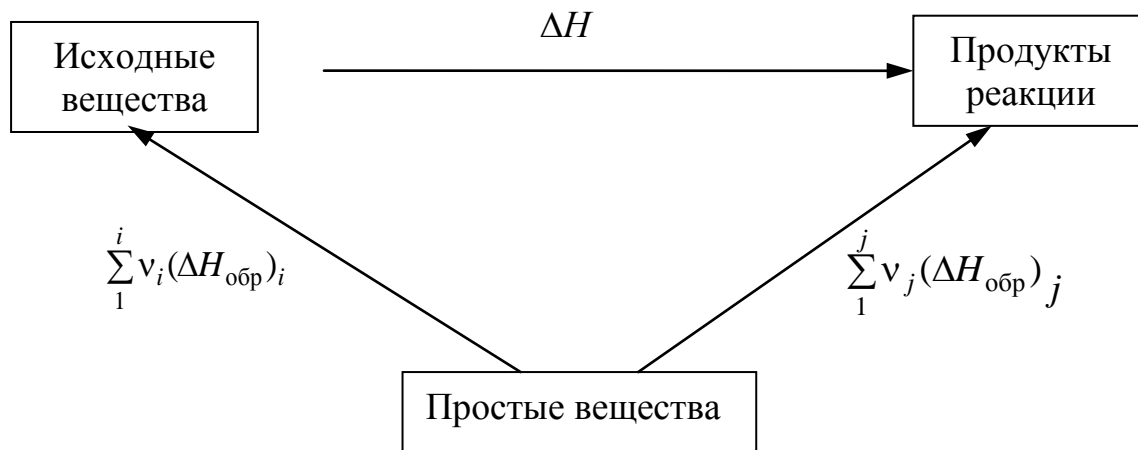 ΔH
Исходные
вещества
Продукты
реакции
∑₁ⁱ νᵢ(ΔHобр)ᵢ
∑₁ʲ νⱼ(ΔHобр)ⱼ
Простые вещества